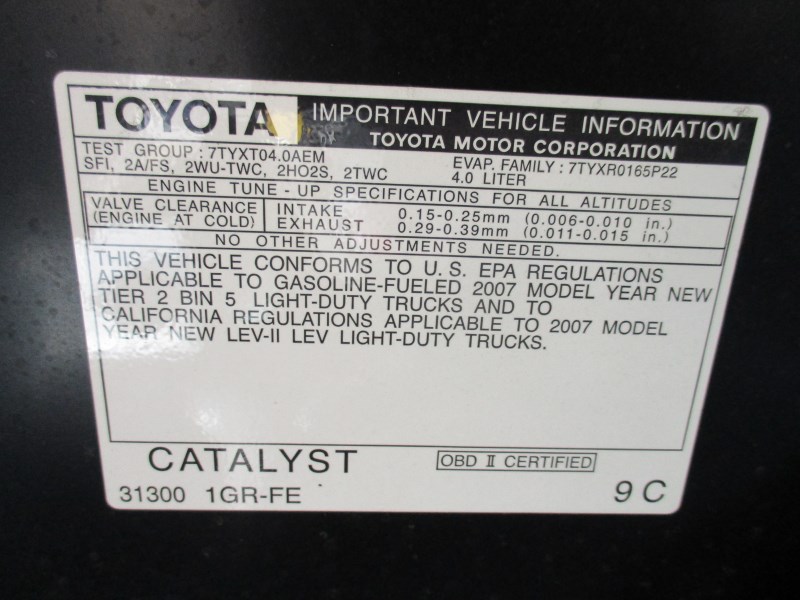 TOYOTA IMPORTANT VEHICLE INFORMATION
TOYOTA MOTOR CORPORATION
TEST GROUP : 7TYXT04.0AEM EVAP. FAMILY : 7TYXR0165P22
SFI, 2A/FS, 2WU-TWC, 2HO2S, 2TWC 4.0 LITER
ENGINE TUNE - UP SPECIFICATIONS FOR ALL ALTITUDES
VALVE CLEARANCE INTAKE 0.15-0.25mm (0.006-0.010 in.)
(ENGINE AT COLD) EXHAUST 0.29-0.39mm (0.011-0.015 in.)
NO OTHER ADJUSTMENTS NEEDED.
THIS VEHICLE CONFORMS TO U.S. EPA REGULATIONS
APPLICABLE TO GASOLINE-FUELED 2007 MODEL YEAR NEW
TIER 2 BIN 5 LIGHT-DUTY TRUCKS AND TO
CALIFORNIA REGULATIONS APPLICABLE TO 2007 MODEL
YEAR NEW LEV-II LEV LIGHT-DUTY TRUCKS.
CATALYST OBD II CERTIFIED
31300 1GR-FE 9 C